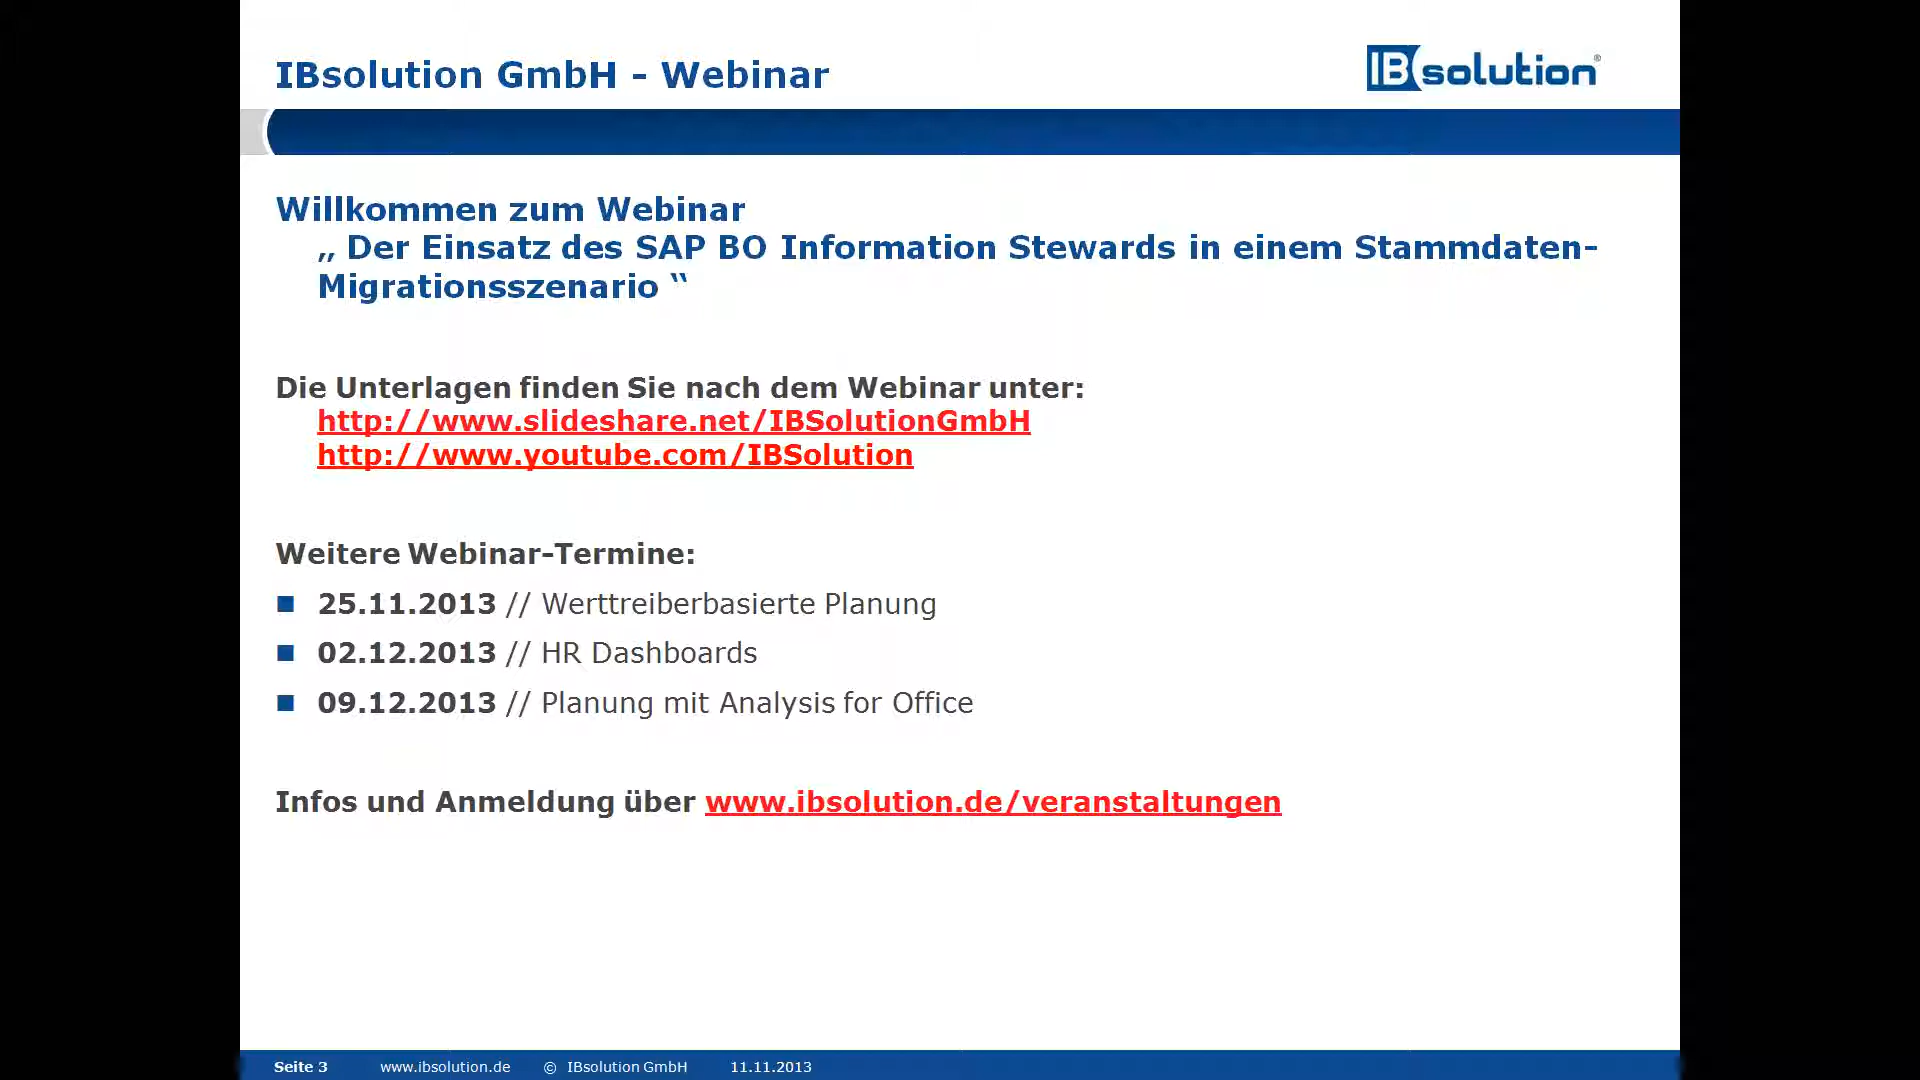 IBsolution GmbH - Webinar
IBsolution®
Willkommen zum Webinar
„ Der Einsatz des SAP BO Information Stewards in einem Stammdaten-
Migrationsszenario “
Die Unterlagen finden Sie nach dem Webinar unter:
http://www.slideshare.net/IBSolutionGmbH
http://www.youtube.com/IBSolution
Weitere Webinar-Termine:
■ 25.11.2013 // Werttreiberbasierte Planung
■ 02.12.2013 // HR Dashboards
■ 09.12.2013 // Planung mit Analysis for Office
Infos und Anmeldung über www.ibsolution.de/veranstaltungen
Seite 3 www.ibsolution.de © IBsolution GmbH 11.11.2013